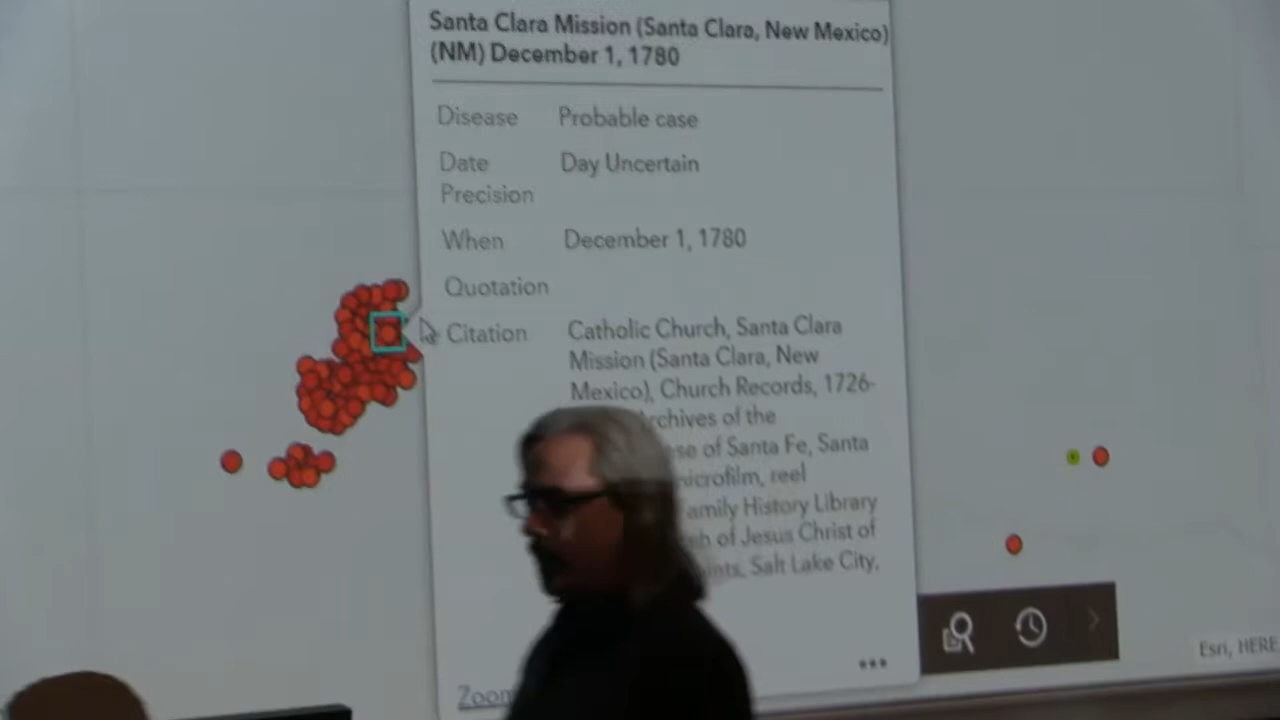 Santa Clara Mission (Santa Clara, New Mexico)
(NM) December 1, 1780
Disease Probable case
Date Precision Day Uncertain
When December 1, 1780
Quotation
Citation Catholic Church, Santa Clara
Mission (Santa Clara, New
Mexico), Church Records, 1726-
rchives of the
se of Santa Fe, Santa
icrofilm, reel
amily History Library
of Jesus Christ of
ints, Salt Lake City,
Zoom
Esri, HERE